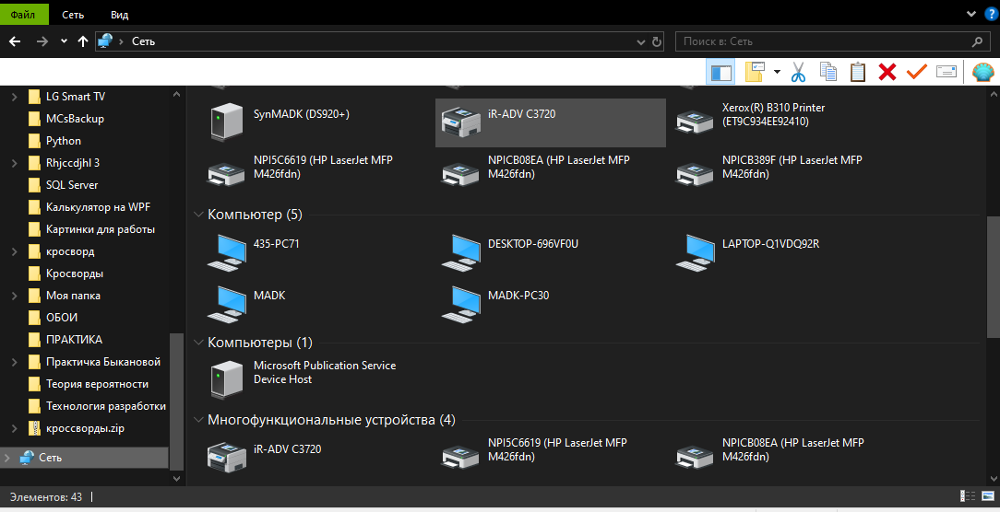 Файл Сеть Вид
Сеть
Поиск в: Сеть
LG Smart TV
MCsBackup
Python
Rhjccdjhl 3
SQL Server
Калькулятор на WPF
Картинки для работы
кросворд
Кросворды
Моя папка
ОБОИ
ПРАКТИКА
Практичка Быкановой
Теория вероятности
Технология разработки
кроссворды.zip
Сеть
SynMADK (DS920+)
iR-ADV C3720
Xerox(R) B310 Printer
(ET9C934EE92410)
NPI5C6619 (HP LaserJet MFP
M426fdn)
NPICB08EA (HP LaserJet MFP
M426fdn)
NPICB389F (HP LaserJet MFP
M426fdn)
Компьютер (5)
435-PC71
DESKTOP-696VF0U
LAPTOP-Q1VDQ92R
MADK
MADK-PC30
Компьютеры (1)
Microsoft Publication Service
Device Host
Многофункциональные устройства (4)
iR-ADV C3720
NPI5C6619 (HP LaserJet MFP
M426fdn)
NPICB08EA (HP LaserJet MFP
M426fdn)
Элементов: 43